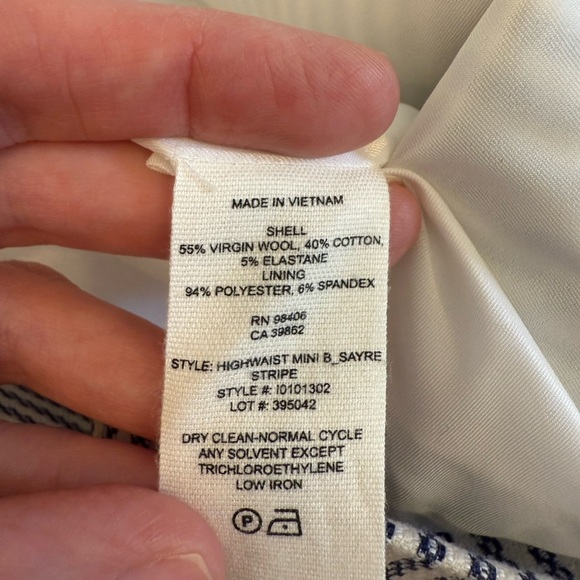 MADE IN VIETNAM
SHELL
55% VIRGIN WOOL, 40% COTTON,
5% ELASTANE
LINING
94% POLYESTER, 6% SPANDEX
RN 98406
CA 39862
STYLE: HIGHWAIST MINI B_SAYRE
STRIPE
STYLE #: I0101302
LOT #: 395042
DRY CLEAN-NORMAL CYCLE
ANY SOLVENT EXCEPT
TRICHLOROETHYLENE
LOW IRON
P